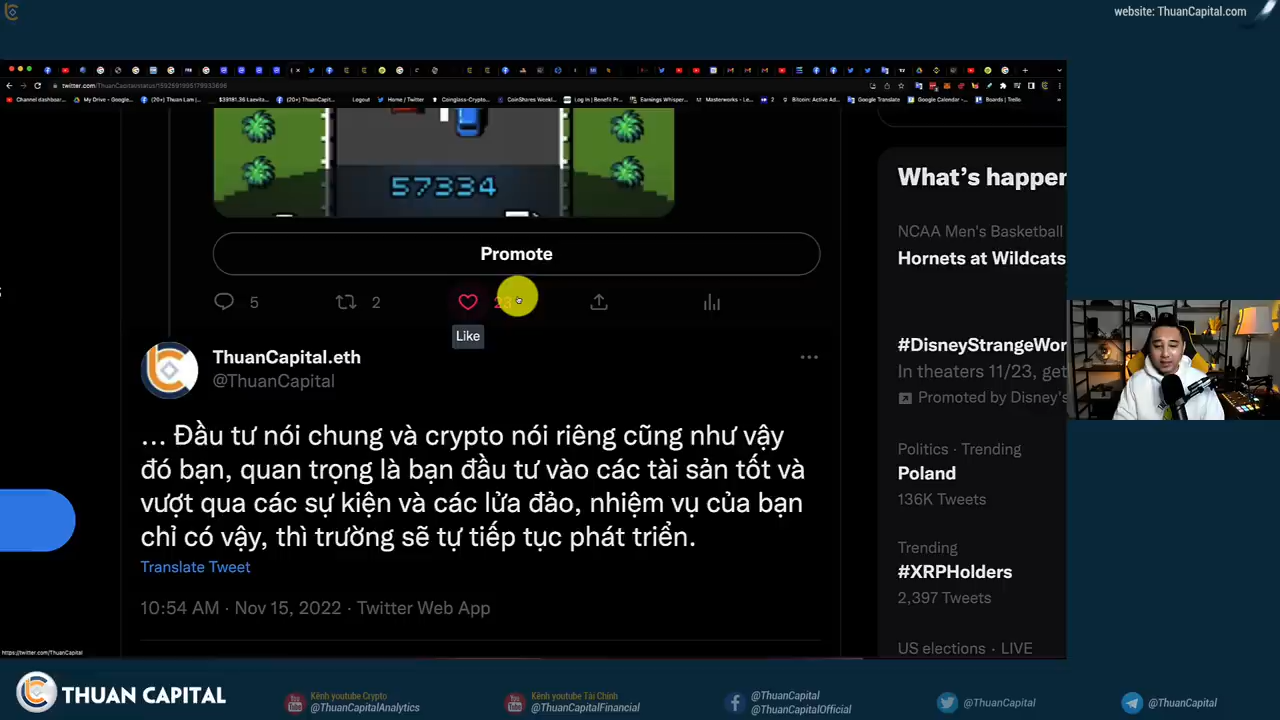 website: ThuanCapital.com
twitter.com/ThuanCapital/status/1592591995179933696
57334
Promote
5
2
Like
What's happen
NCAA Men's Basketball
Hornets at Wildcats
#DisneyStrangeWor
In theaters 11/23, get
Promoted by Disney's
Politics · Trending
Poland
136K Tweets
Trending
#XRPHolders
2,397 Tweets
US elections · LIVE
ThuanCapital.eth
@ThuanCapital
... Đầu tư nói chung và crypto nói riêng cũng như vậy
đó bạn, quan trọng là bạn đầu tư vào các tài sản tốt và
vượt qua các sự kiện và các lừa đảo, nhiệm vụ của bạn
chỉ có vậy, thì trường sẽ tự tiếp tục phát triển.
Translate Tweet
10:54 AM · Nov 15, 2022 · Twitter Web App
https://twitter.com/ThuanCapital
THUAN CAPITAL
Kênh youtube Crypto
@ThuanCapitalAnalytics
Kênh youtube Tài Chính
@ThuanCapitalFinancial
@ThuanCapital
@ThuanCapitalOfficial
@ThuanCapital
@ThuanCapital